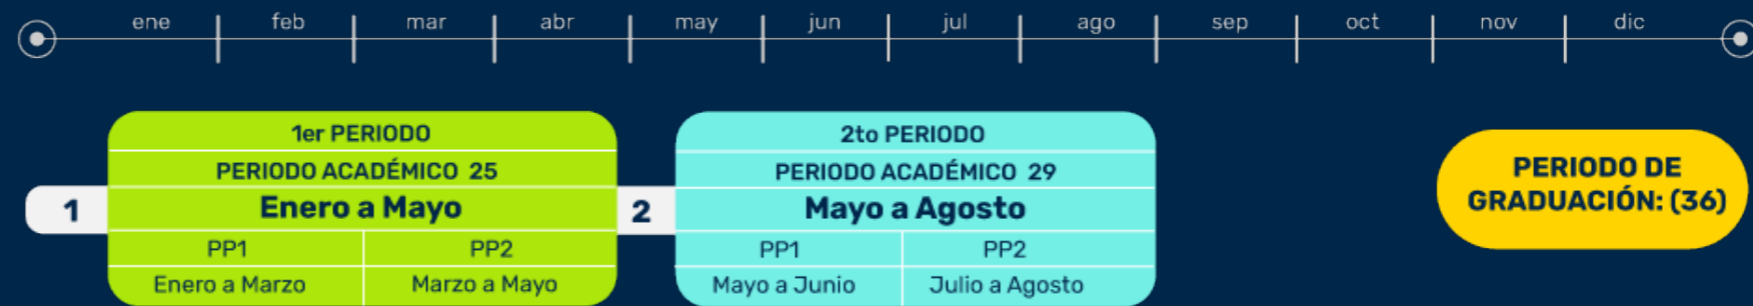 ene feb mar abr may jun jul ago sep oct nov dic
1er PERIODO
PERIODO ACADÉMICO 25
1 Enero a Mayo
PP1 PP2
Enero a Marzo Marzo a Mayo
2to PERIODO
PERIODO ACADÉMICO 29
2 Mayo a Agosto
PP1 PP2
Mayo a Junio Julio a Agosto
PERIODO DE
GRADUACIÓN: (36)